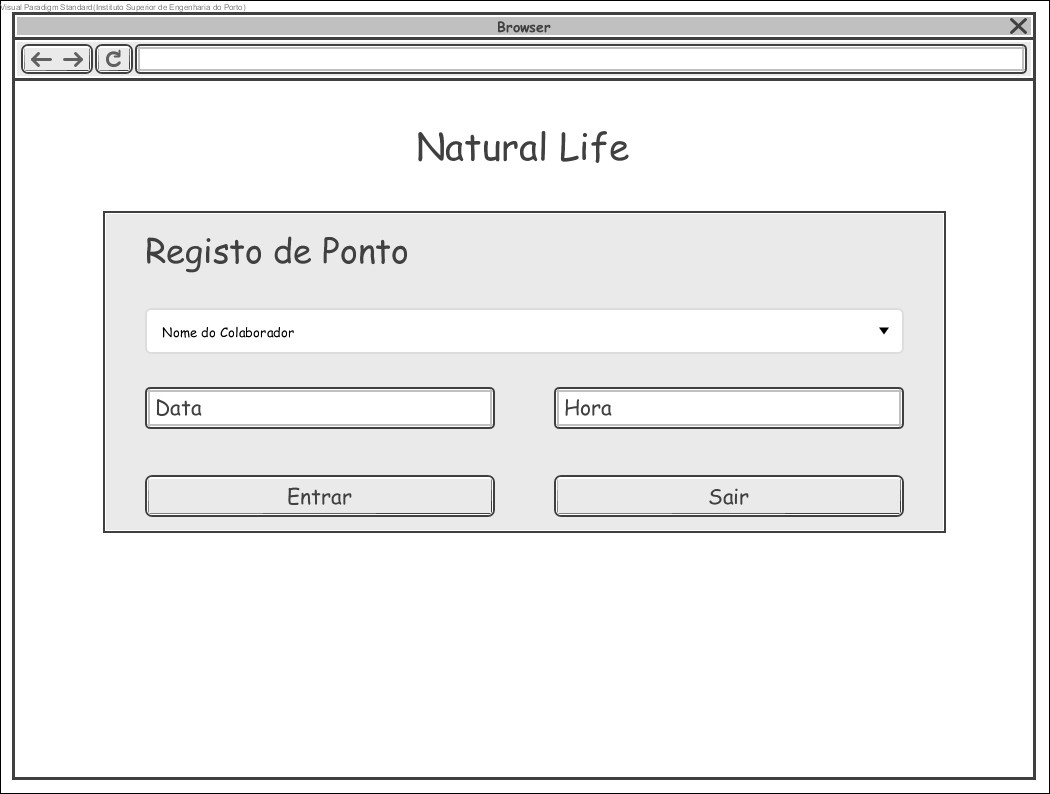 Visual Paradigm Standard(Instituto Superior de Engenharia do Porto)
Browser
Natural Life
Registo de Ponto
Nome do Colaborador
Data
Hora
Entrar
Sair